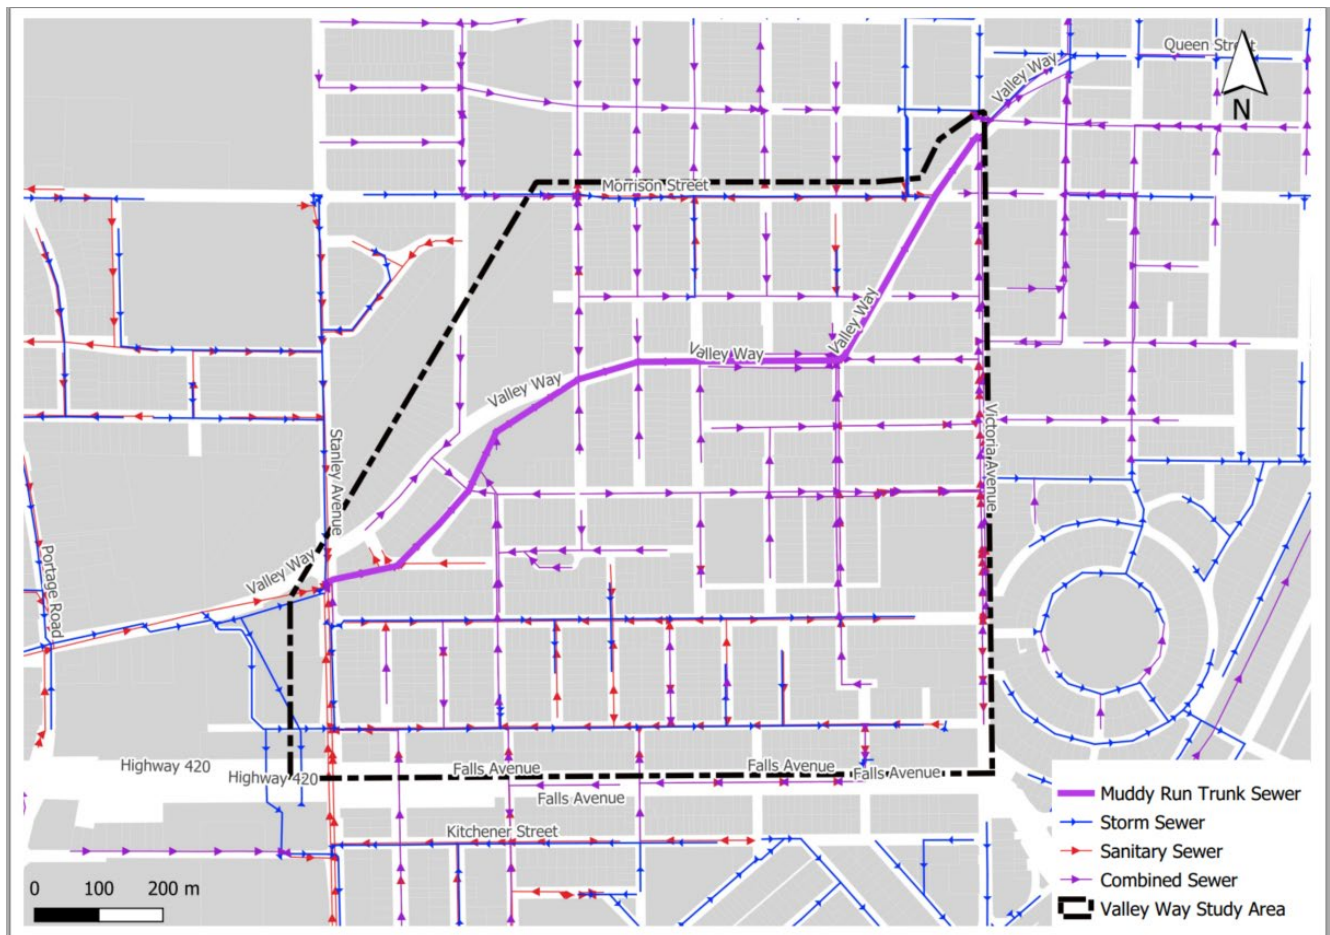 Queen Street
Valley Way
N
Morrison Street
Valley Way
Valley Way
Valley Way
Stanley Avenue
Victoria Avenue
Valley Way
Portage Road
Highway 420
Highway 420
Falls Avenue
Falls Avenue
Falls Avenue
Falls Avenue
Kitchener Street
Muddy Run Trunk Sewer
Storm Sewer
Sanitary Sewer
Combined Sewer
Valley Way Study Area
0 100 200 m